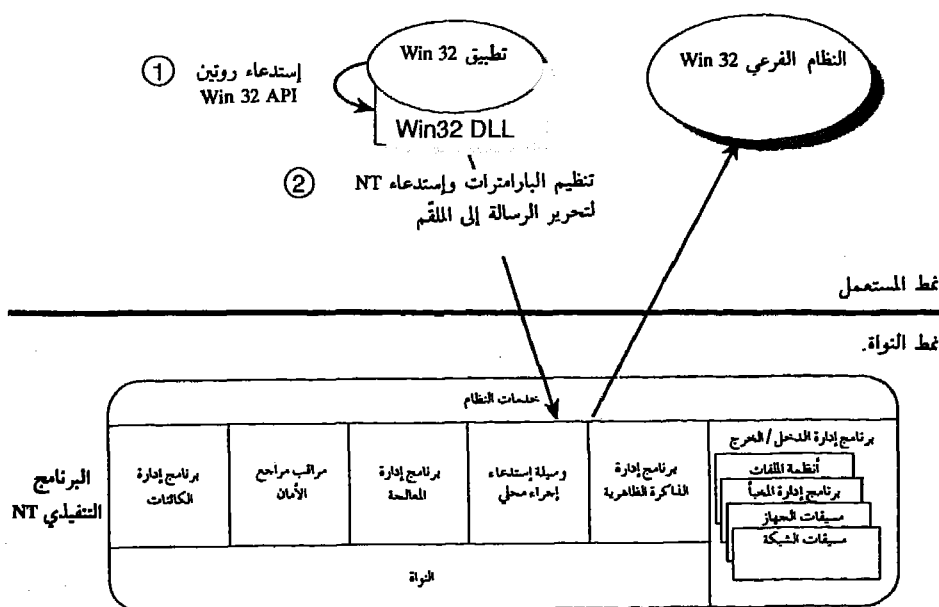 تطبيق Win 32
النظام الفرعي Win 32
① إستدعاء روتين
Win 32 API
Win32 DLL
② تنظيم البارامترات وإستدعاء NT
لتحرير الرسالة إلى الملقّم
نمط المستعمل
نمط النواة.
خدمات النظام
البرنامج
التنفيذي NT
برنامج إدارة
الكائنات
مراقب مراجع
الأمان
برنامج إدارة
المعالجة
وسيلة إستدعاء
إجراء محلي
برنامج إدارة
الذاكرة الظاهرية
برنامج إدارة الدخل / الخرج
أنظمة الملفات
برنامج إدارة المخبأ
مسيقات الجهاز
مسيقات الشبكة
النواة